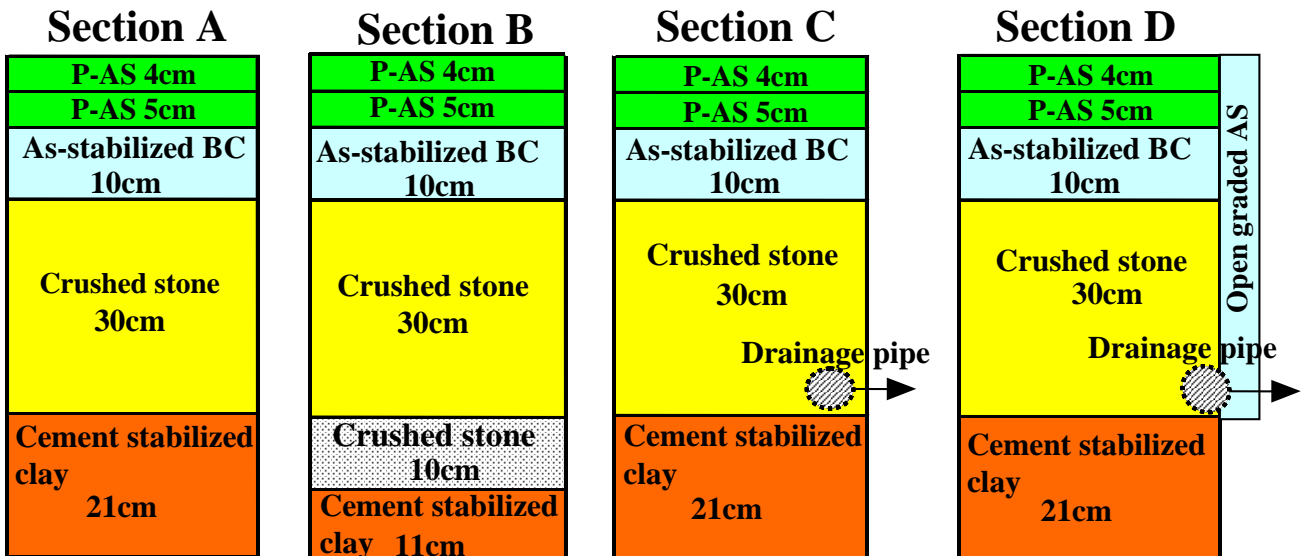 Section A
P-AS 4cm
P-AS 5cm
As-stabilized BC
10cm
Crushed stone
30cm
Cement stabilized
clay
21cm
Section B
P-AS 4cm
P-AS 5cm
As-stabilized BC
10cm
Crushed stone
30cm
Crushed stone
10cm
Cement stabilized
clay 11cm
Section C
P-AS 4cm
P-AS 5cm
As-stabilized BC
10cm
Crushed stone
30cm
Drainage pipe
Cement stabilized
clay
21cm
Section D
P-AS 4cm
P-AS 5cm
As-stabilized BC
10cm
Crushed stone
30cm
Drainage pipe
Cement stabilized
clay
21cm
Open graded AS